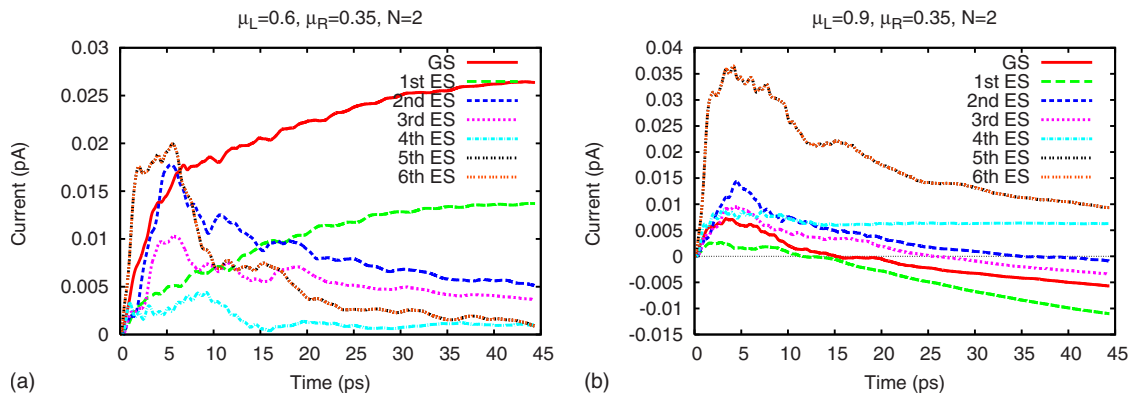 μL=0.6, μR=0.35, N=2
0.03
0.025
0.02
0.015
0.01
0.005
0
Current (pA)
GS
1st ES
2nd ES
3rd ES
4th ES
5th ES
6th ES
0 5 10 15 20 25 30 35 40 45
Time (ps)
(a)
μL=0.9, μR=0.35, N=2
0.04
0.035
0.03
0.025
0.02
0.015
0.01
0.005
0
-0.005
-0.01
-0.015
Current (pA)
GS
1st ES
2nd ES
3rd ES
4th ES
5th ES
6th ES
0 5 10 15 20 25 30 35 40 45
Time (ps)
(b)